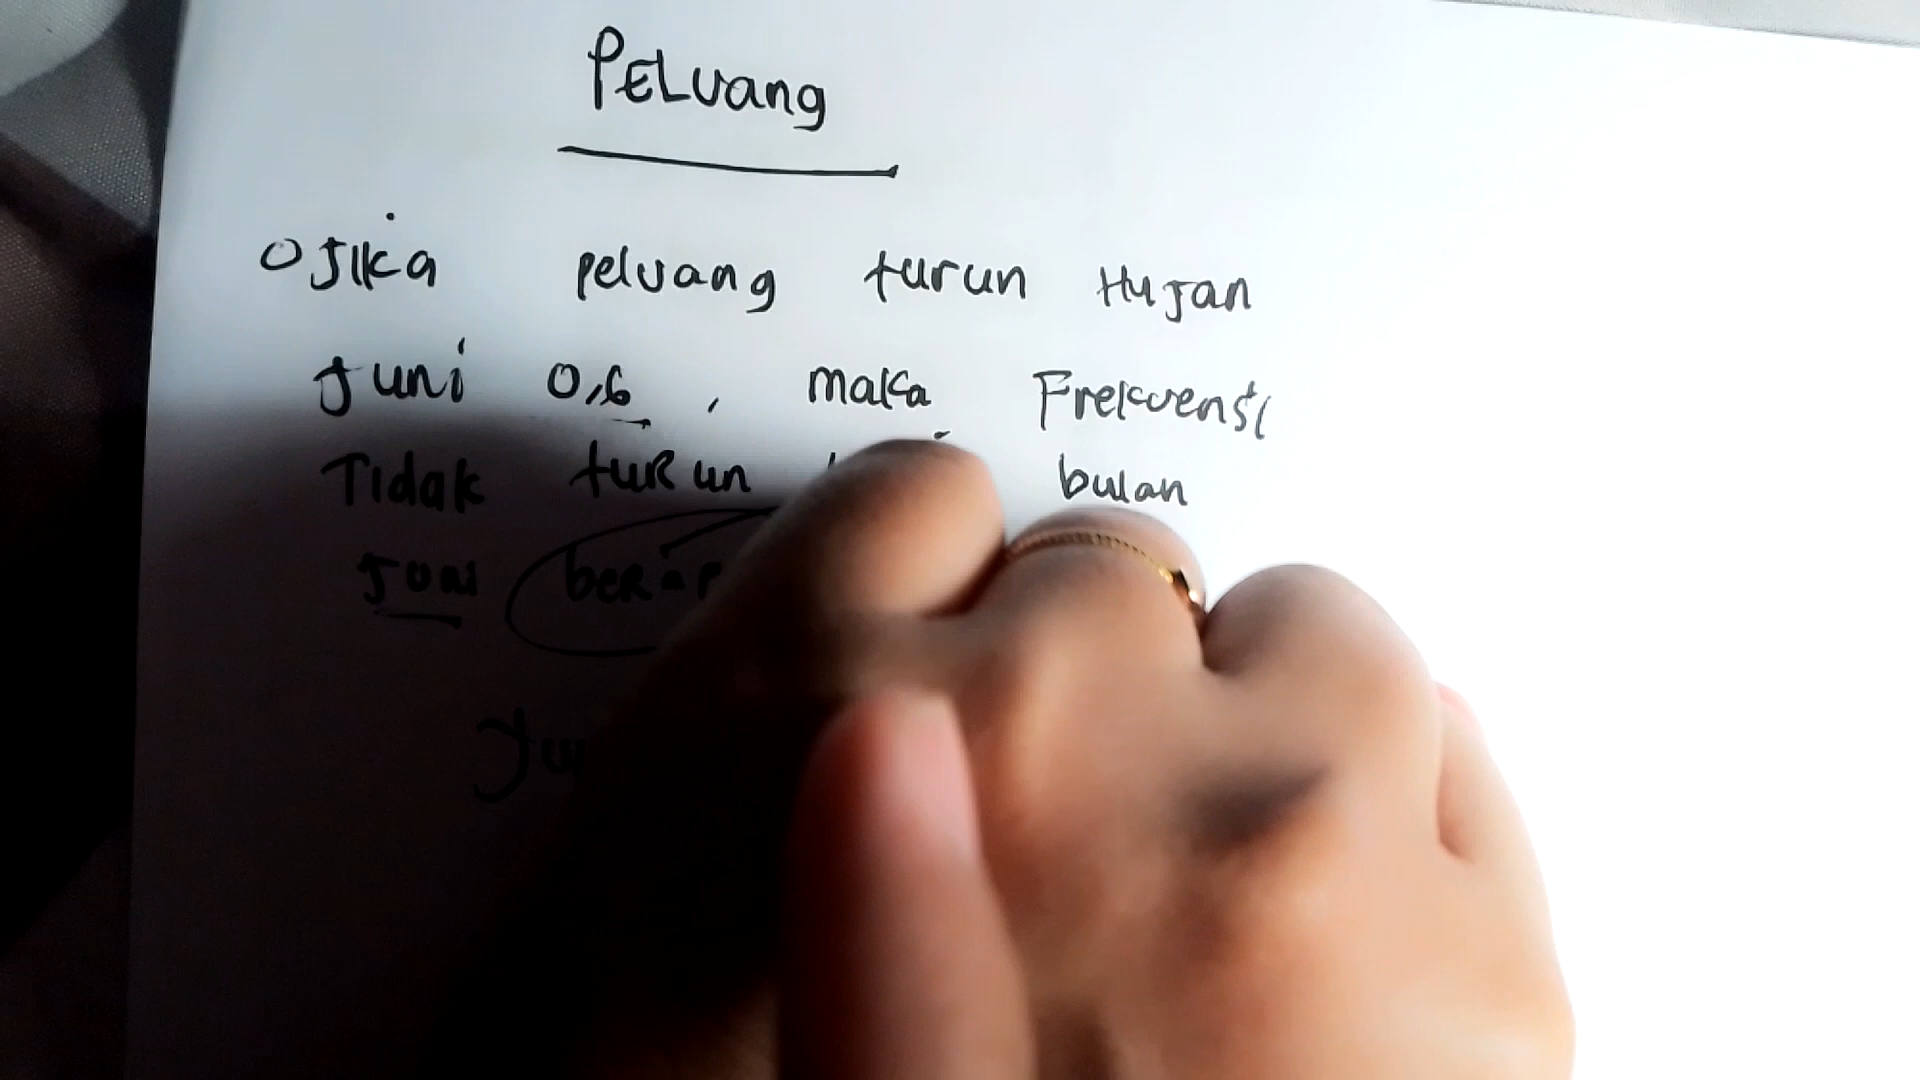 PELuang
Jika peluang turun Hujan
Juni 0,6 , maka Frekuensi
Tidak tuRun bulan
Juni